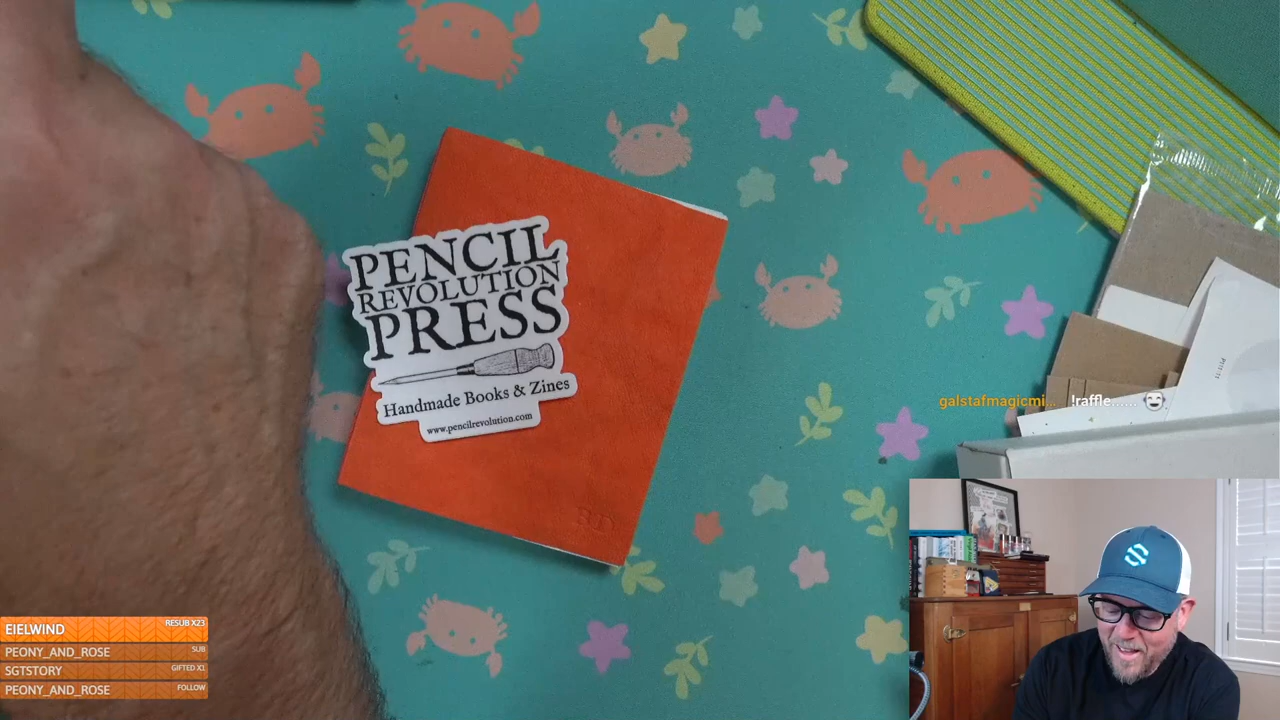 PENCIL
REVOLUTION
PRESS
Handmade Books & Zines
www.pencilrevolution.com
galstafmagicmi... !raffle......
EIELWIND RESUB X23
PEONY_AND_ROSE SUB
SGTSTORY GIFTED X1
PEONY_AND_ROSE FOLLOW